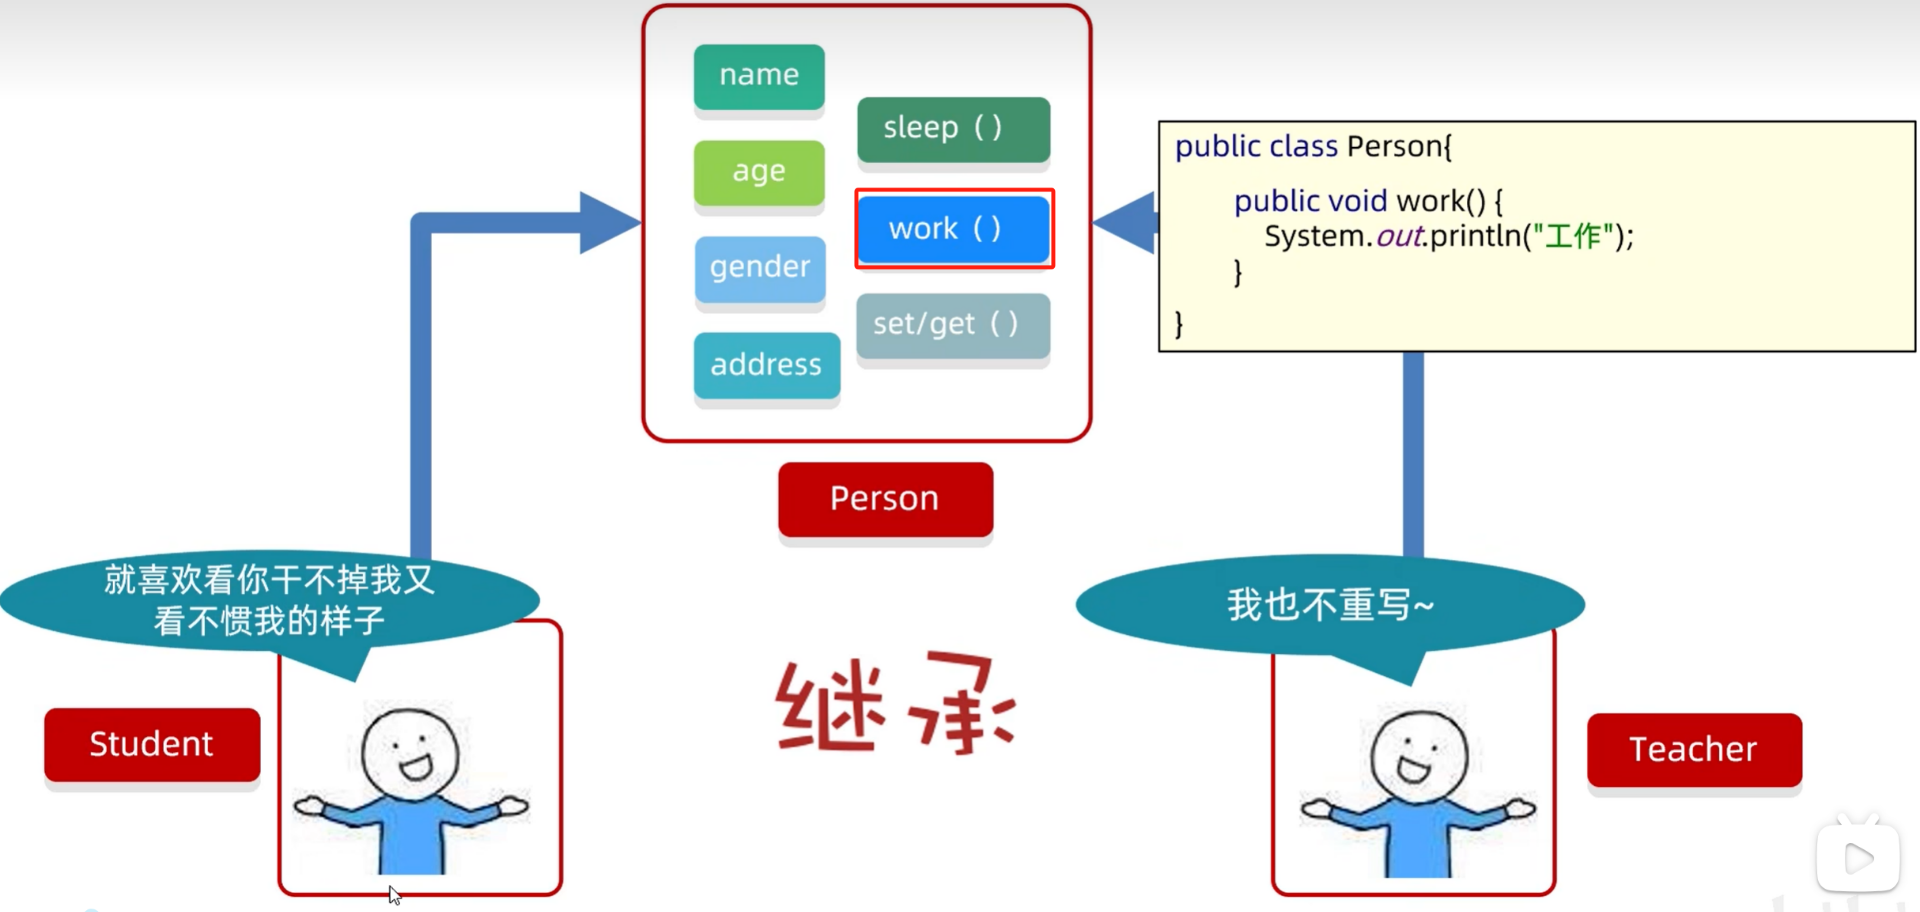 name
age
gender
address
sleep ( )
work ( )
set/get ( )
Person
public class Person{
public void work() {
System.out.println("工作");
}
}
就喜欢看你干不掉我又
看不惯我的样子
我也不重写~
Student
继承
Teacher